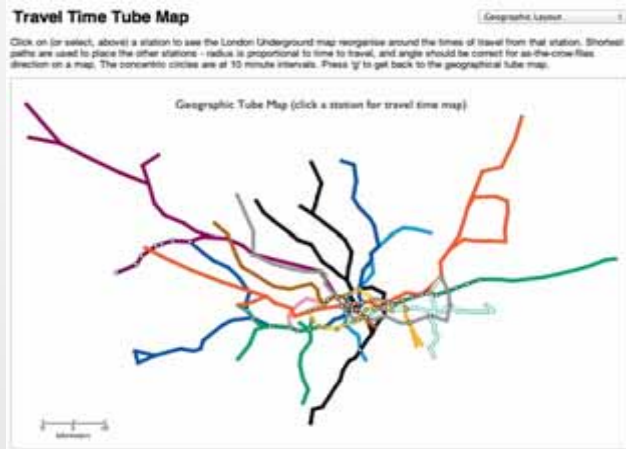 Travel Time Tube Map
Geographic Layout
Click on (or select, above) a station to see the London Underground map reorganise around the times of travel from that station. Shortest
paths are used to place the other stations - radius is proportional to time to travel, and angle should be correct for as-the-crow-flies
direction on a map. The concentric circles are at 10 minute intervals. Press 'g' to get back to the geographical tube map.
Geographic Tube Map (click a station for travel time map)
kilometers